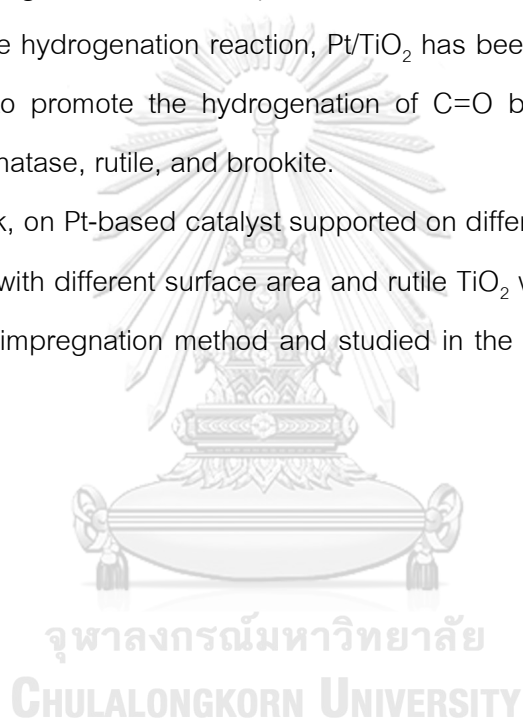 e hydrogenation reaction, Pt/TiO₂ has bee
o promote the hydrogenation of C=O b
natase, rutile, and brookite.
k, on Pt-based catalyst supported on differ
with different surface area and rutile TiO₂ w
impregnation method and studied in the
จุฬาลงกรณ์มหาวิทยาลัย
CHULALONGKORN UNIVERSITY